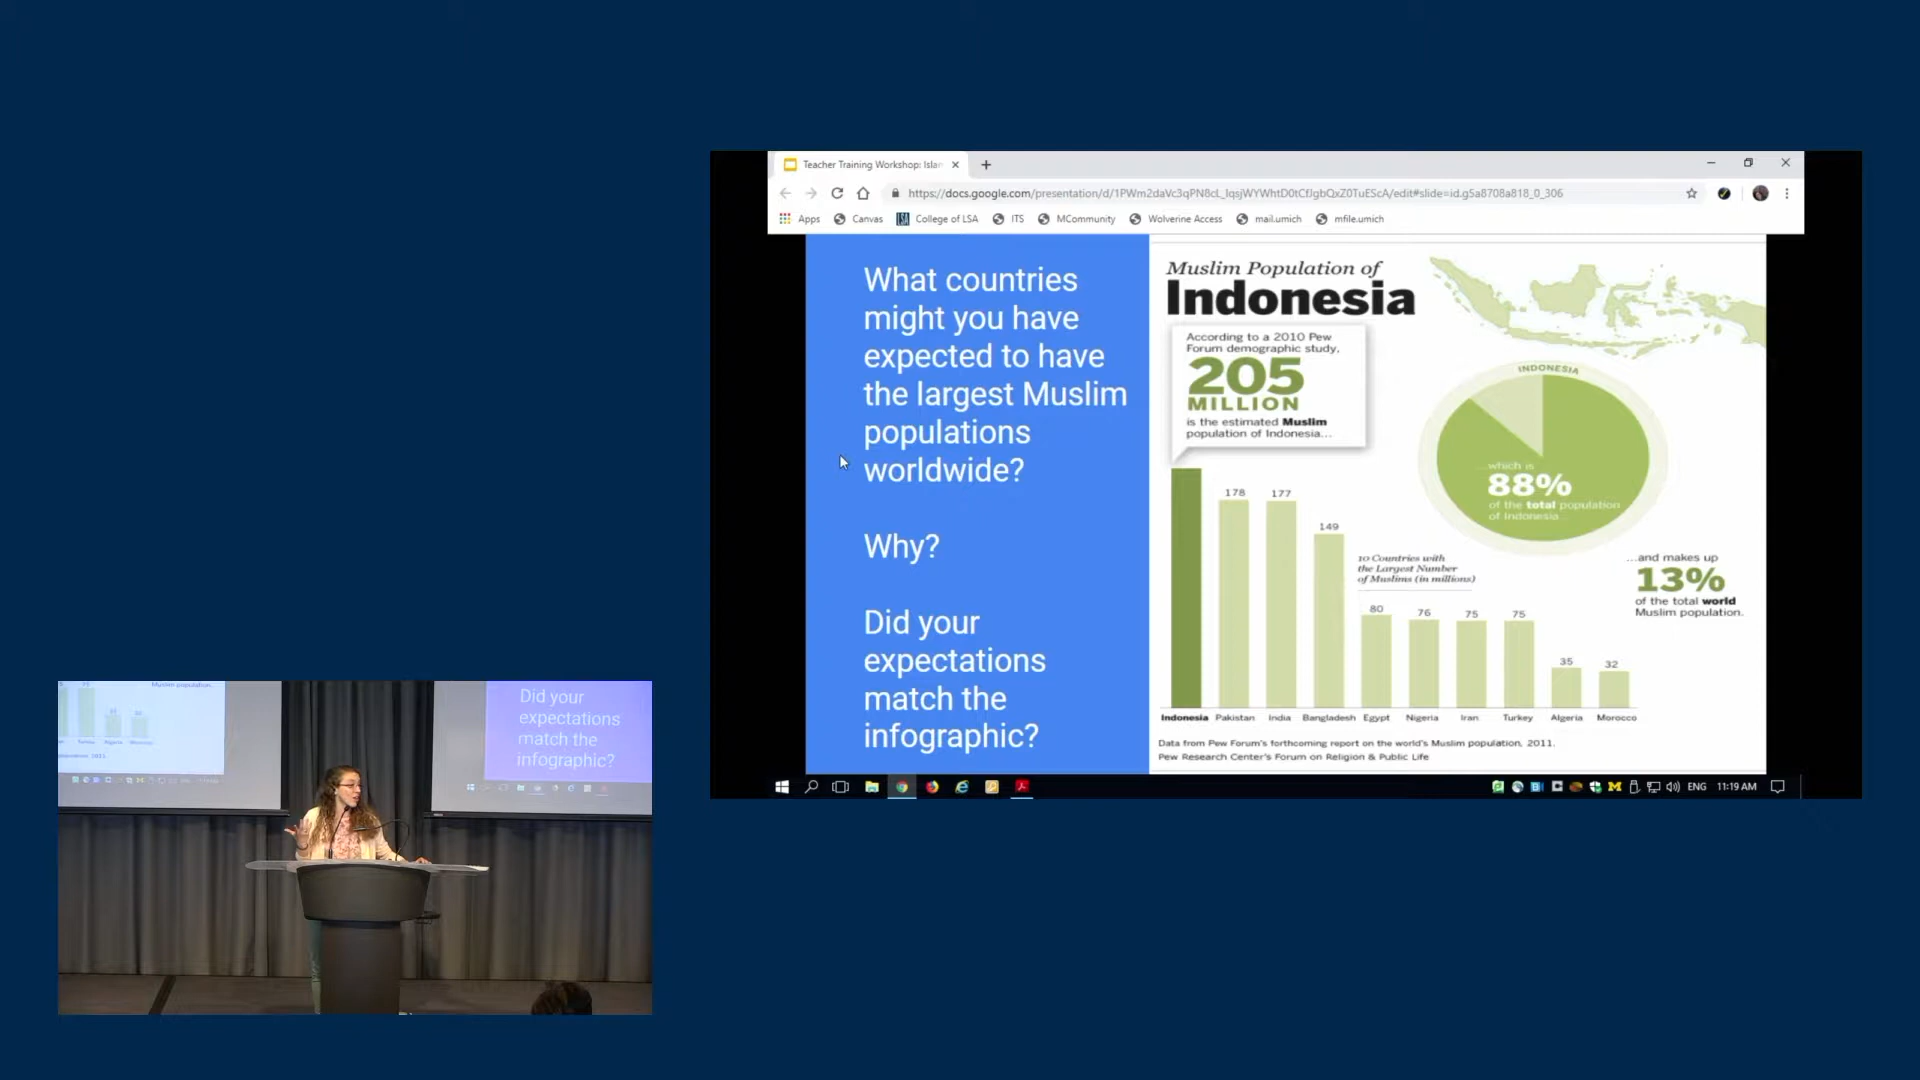 Teacher Training Workshop: Islam
https://docs.google.com/presentation/d/1PWm2daVc3qPN8cL_IqsjWYWhtD0tCfJgbQxZ0TuEScA/edit#slide=id.g5a8708a818_0_306
Apps Canvas College of LSA ITS MCommunity Wolverine Access mail.umich mfile.umich
What countries
might you have
expected to have
the largest Muslim
populations
worldwide?
Why?
Did your
expectations
match the
infographic?
Muslim Population of
Indonesia
According to a 2010 Pew
Forum demographic study,
205
MILLION
is the estimated Muslim
population of Indonesia...
INDONESIA
...which is
88%
of the total population
of Indonesia...
...and makes up
13%
of the total world
Muslim population.
10 Countries with
the Largest Number
of Muslims (in millions)
178 177 149 80 76 75 75 35 32
Indonesia Pakistan India Bangladesh Egypt Nigeria Iran Turkey Algeria Morocco
Data from Pew Forum's forthcoming report on the world's Muslim population, 2011.
Pew Research Center's Forum on Religion & Public Life
ENG 11:19 AM
Muslim population.
Did your
expectations
match the
infographic?